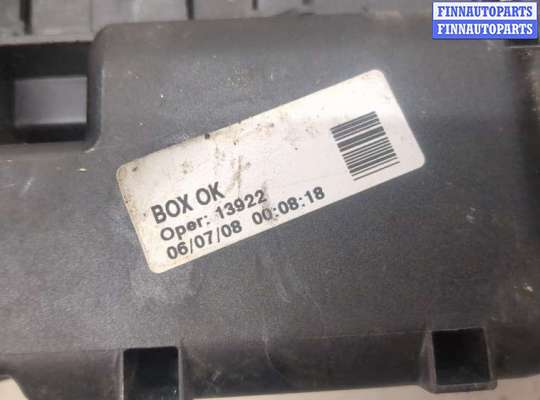 FINNAUTOPARTS
FINNAUTOPARTS
BOX OK
Oper: 13922
06/07/08 00:08:18